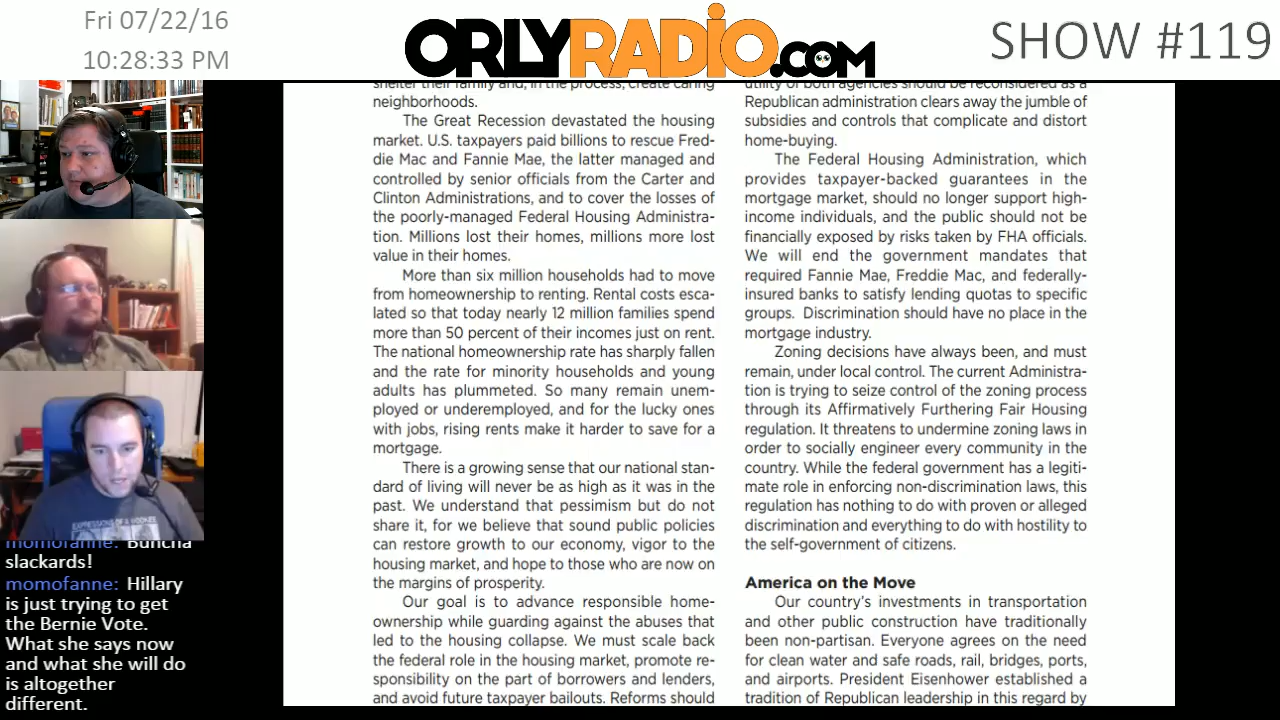 Fri 07/22/16
10:28:33 PM
ORLYRADIO.COM
SHOW #119
shelter their family and, in the process, create caring
neighborhoods.
The Great Recession devastated the housing
market. U.S. taxpayers paid billions to rescue Fred-
die Mac and Fannie Mae, the latter managed and
controlled by senior officials from the Carter and
Clinton Administrations, and to cover the losses of
the poorly-managed Federal Housing Administra-
tion. Millions lost their homes, millions more lost
value in their homes.
More than six million households had to move
from homeownership to renting. Rental costs esca-
lated so that today nearly 12 million families spend
more than 50 percent of their incomes just on rent.
The national homeownership rate has sharply fallen
and the rate for minority households and young
adults has plummeted. So many remain unem-
ployed or underemployed, and for the lucky ones
with jobs, rising rents make it harder to save for a
mortgage.
There is a growing sense that our national stan-
dard of living will never be as high as it was in the
past. We understand that pessimism but do not
share it, for we believe that sound public policies
can restore growth to our economy, vigor to the
housing market, and hope to those who are now on
the margins of prosperity.
Our goal is to advance responsible home-
ownership while guarding against the abuses that
led to the housing collapse. We must scale back
the federal role in the housing market, promote re-
sponsibility on the part of borrowers and lenders,
and avoid future taxpayer bailouts. Reforms should
utility of both agencies should be reconsidered as a
Republican administration clears away the jumble of
subsidies and controls that complicate and distort
home-buying.
The Federal Housing Administration, which
provides taxpayer-backed guarantees in the
mortgage market, should no longer support high-
income individuals, and the public should not be
financially exposed by risks taken by FHA officials.
We will end the government mandates that
required Fannie Mae, Freddie Mac, and federally-
insured banks to satisfy lending quotas to specific
groups. Discrimination should have no place in the
mortgage industry.
Zoning decisions have always been, and must
remain, under local control. The current Administra-
tion is trying to seize control of the zoning process
through its Affirmatively Furthering Fair Housing
regulation. It threatens to undermine zoning laws in
order to socially engineer every community in the
country. While the federal government has a legiti-
mate role in enforcing non-discrimination laws, this
regulation has nothing to do with proven or alleged
discrimination and everything to do with hostility to
the self-government of citizens.
America on the Move
Our country's investments in transportation
and other public construction have traditionally
been non-partisan. Everyone agrees on the need
for clean water and safe roads, rail, bridges, ports,
and airports. President Eisenhower established a
tradition of Republican leadership in this regard by
momofanne: Buncha
slackards!
momofanne: Hillary
is just trying to get
the Bernie Vote.
What she says now
and what she will do
is altogether
different.